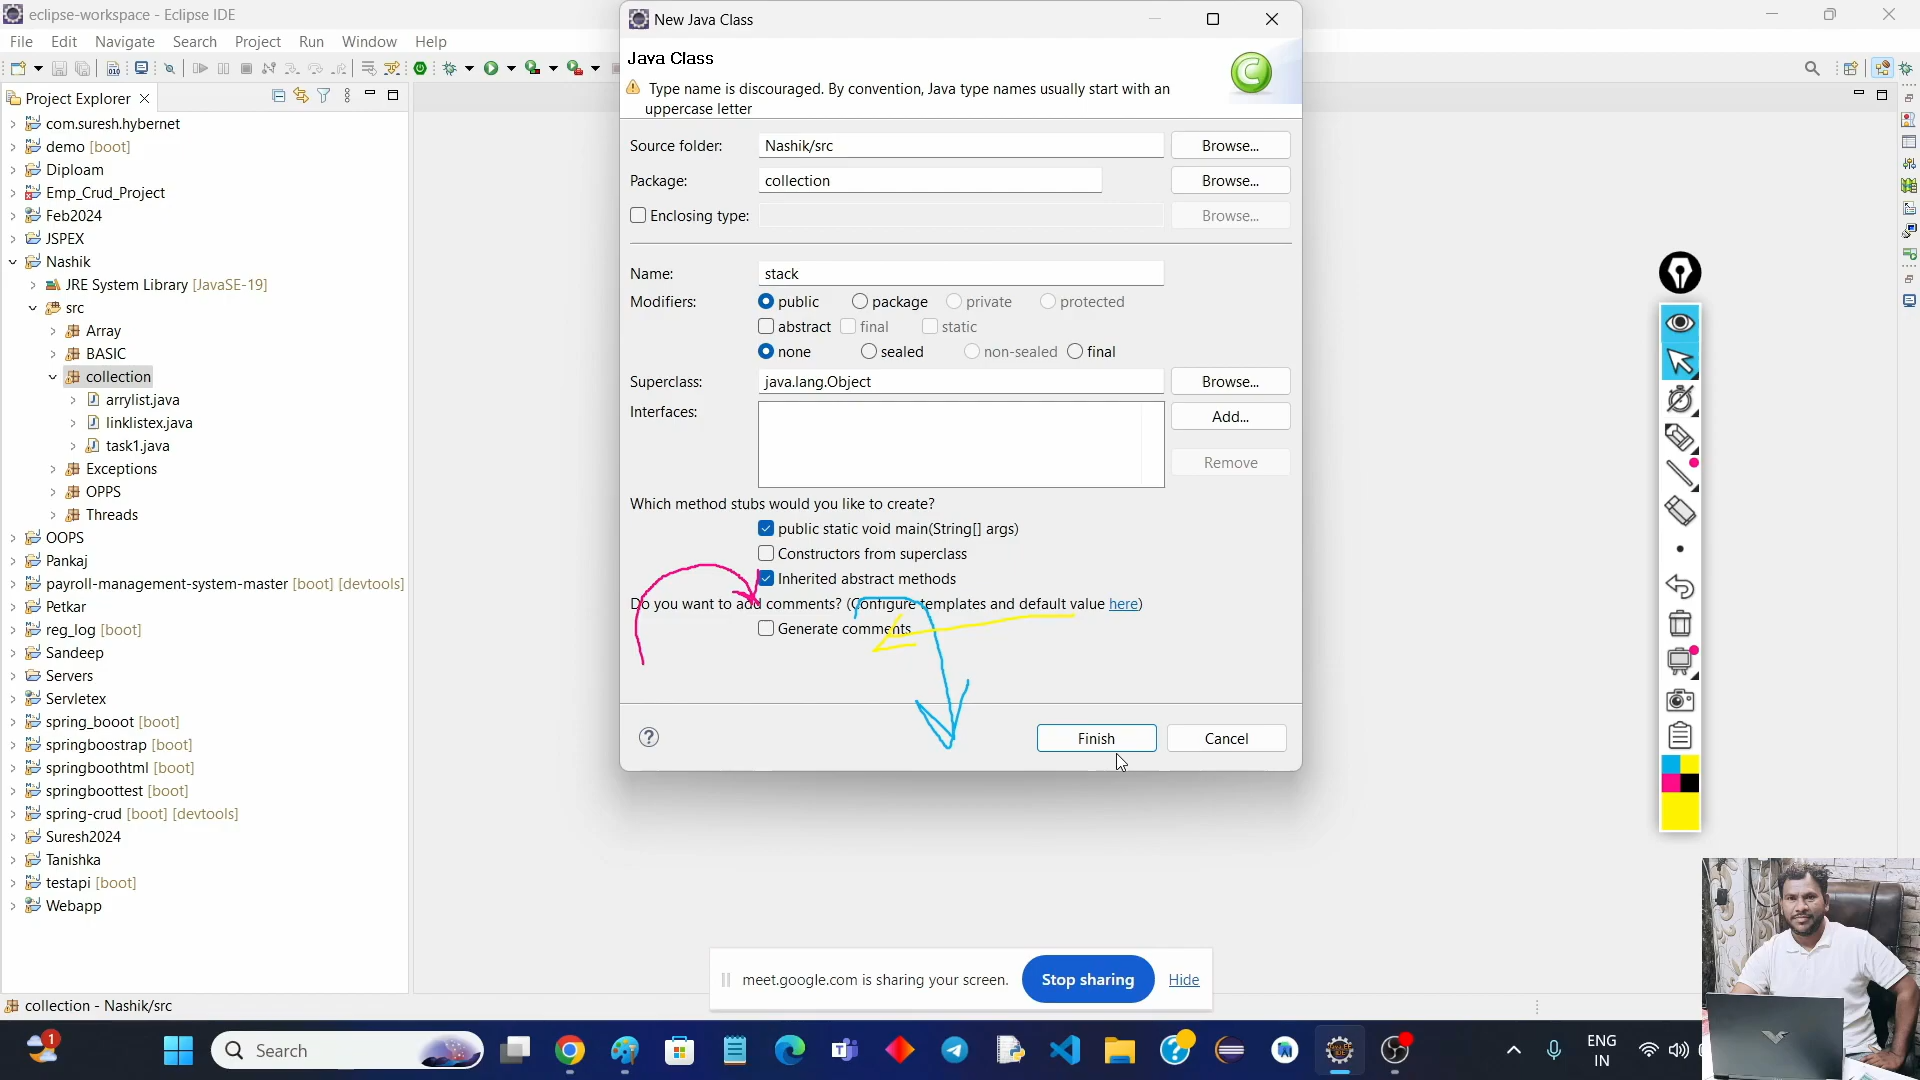 eclipse-workspace - Eclipse IDE
File Edit Navigate Search Project Run Window Help
Project Explorer
com.suresh.hybernet
demo [boot]
Diploam
Emp_Crud_Project
Feb2024
JSPEX
Nashik
JRE System Library [JavaSE-19]
src
Array
BASIC
collection
arrylist.java
linklistex.java
task1.java
Exceptions
OPPS
Threads
OOPS
Pankaj
payroll-management-system-master [boot] [devtools]
Petkar
reg_log [boot]
Sandeep
Servers
Servletex
spring_booot [boot]
springboostrap [boot]
springboothtml [boot]
springboottest [boot]
spring-crud [boot] [devtools]
Suresh2024
Tanishka
testapi [boot]
Webapp
collection - Nashik/src
New Java Class
Java Class
Type name is discouraged. By convention, Java type names usually start with an
uppercase letter
Source folder: Nashik/src Browse...
Package: collection Browse...
Enclosing type: Browse...
Name: stack
Modifiers: public package private protected
abstract final static
none sealed non-sealed final
Superclass: java.lang.Object Browse...
Interfaces: Add...
Remove
Which method stubs would you like to create?
public static void main(String[] args)
Constructors from superclass
Inherited abstract methods
Do you want to add comments? (Configure templates and default value here)
Generate comments
Finish Cancel
meet.google.com is sharing your screen. Stop sharing Hide
1 Search ENG
IN